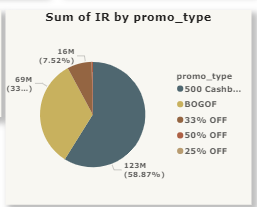 Sum of IR by promo_type
16M
(7.52%)
69M
(33...)
123M
(58.87%)
promo_type
500 Cashb...
BOGOF
33% OFF
50% OFF
25% OFF